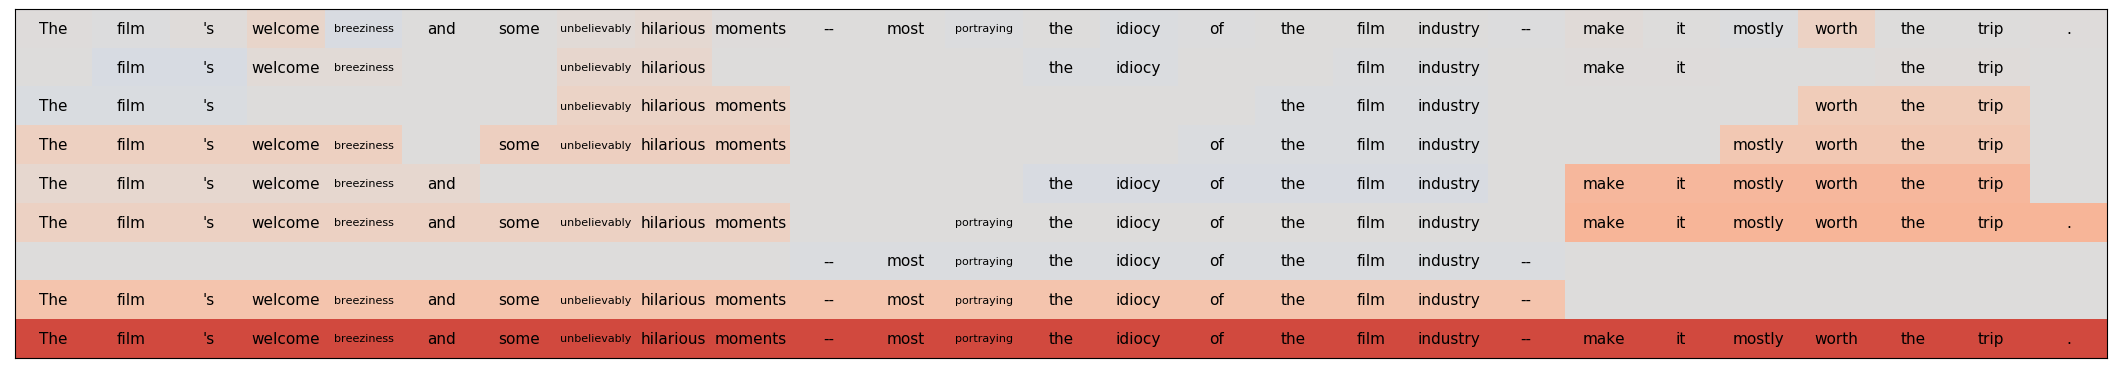 The film 's welcome breeziness and some unbelievably hilarious moments -- most portraying the idiocy of the film industry -- make it mostly worth the trip .
film 's welcome breeziness unbelievably hilarious the idiocy film industry make it the trip
The film 's unbelievably hilarious moments the film industry worth the trip
The film 's welcome breeziness some unbelievably hilarious moments of the film industry mostly worth the trip
The film 's welcome breeziness and the idiocy of the film industry make it mostly worth the trip
The film 's welcome breeziness and some unbelievably hilarious moments portraying the idiocy of the film industry make it mostly worth the trip .
-- most portraying the idiocy of the film industry --
The film 's welcome breeziness and some unbelievably hilarious moments -- most portraying the idiocy of the film industry --
The film 's welcome breeziness and some unbelievably hilarious moments -- most portraying the idiocy of the film industry -- make it mostly worth the trip .